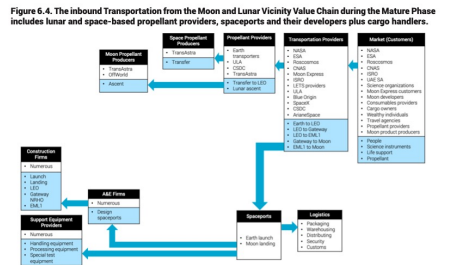 Figure 6.4. The inbound Transportation from the Moon and Lunar Vicinity Value Chain during the Mature Phase
includes lunar and space-based propellant providers, spaceports and their developers plus cargo handlers.
Moon Propellant
Producers
• TransAstra
• OffWorld
• Ascent
Space Propellant
Producers
• TransAstra
• Transfer
Propellant Providers
• Earth
transporters
• ULA
• CSDC
• TransAstra
• Transfer to LEO
• Lunar ascent
Transportation Providers
• NASA
• ESA
• Roscosmos
• CNAS
• Moon Express
• ISRO
• LETS providers
• ULA
• Blue Origin
• SpaceX
• CSDC
• ArianeSpace
• Earth to LEO
• LEO to Gateway
• LEO to EML1
• Gateway to Moon
• EML1 to Moon
Market (Customers)
• NASA
• ESA
• Roscosmos
• CNAS
• ISRO
• UAE SA
• Science organizations
• Moon Express customers
• Moon developers
• Consumables providers
• Cargo owners
• Wealthy individuals
• Travel agencies
• Propellant providers
• Moon product producers
• People
• Science instruments
• Life support
• Propellant
Construction
Firms
• Numerous
• Launch
• Landing
• LEO
• Gateway
NRHO
• EML1
A&E Firms
• Numerous
• Design
spaceports
Support Equipment
Providers
• Numerous
• Handling equipment
• Processing equipment
• Special test
equipment
Spaceports
• Earth launch
• Moon landing
Logistics
• Packaging
• Warehousing
• Distributing
• Security
• Customs